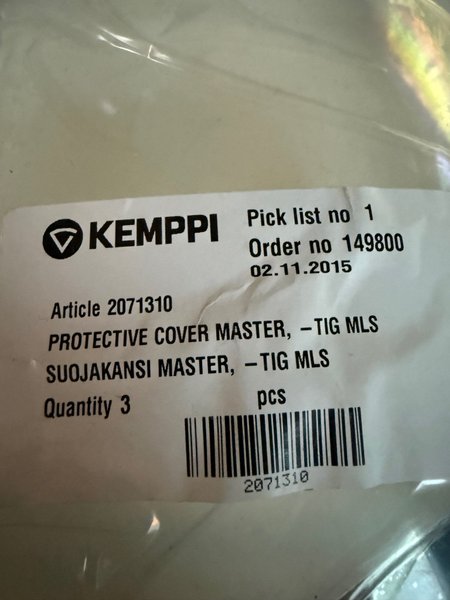 KEMPPI
Pick list no 1
Order no 149800
02.11.2015
Article 2071310
PROTECTIVE COVER MASTER, –TIG MLS
SUOJAKANSI MASTER, –TIG MLS
Quantity 3 pcs
2071310